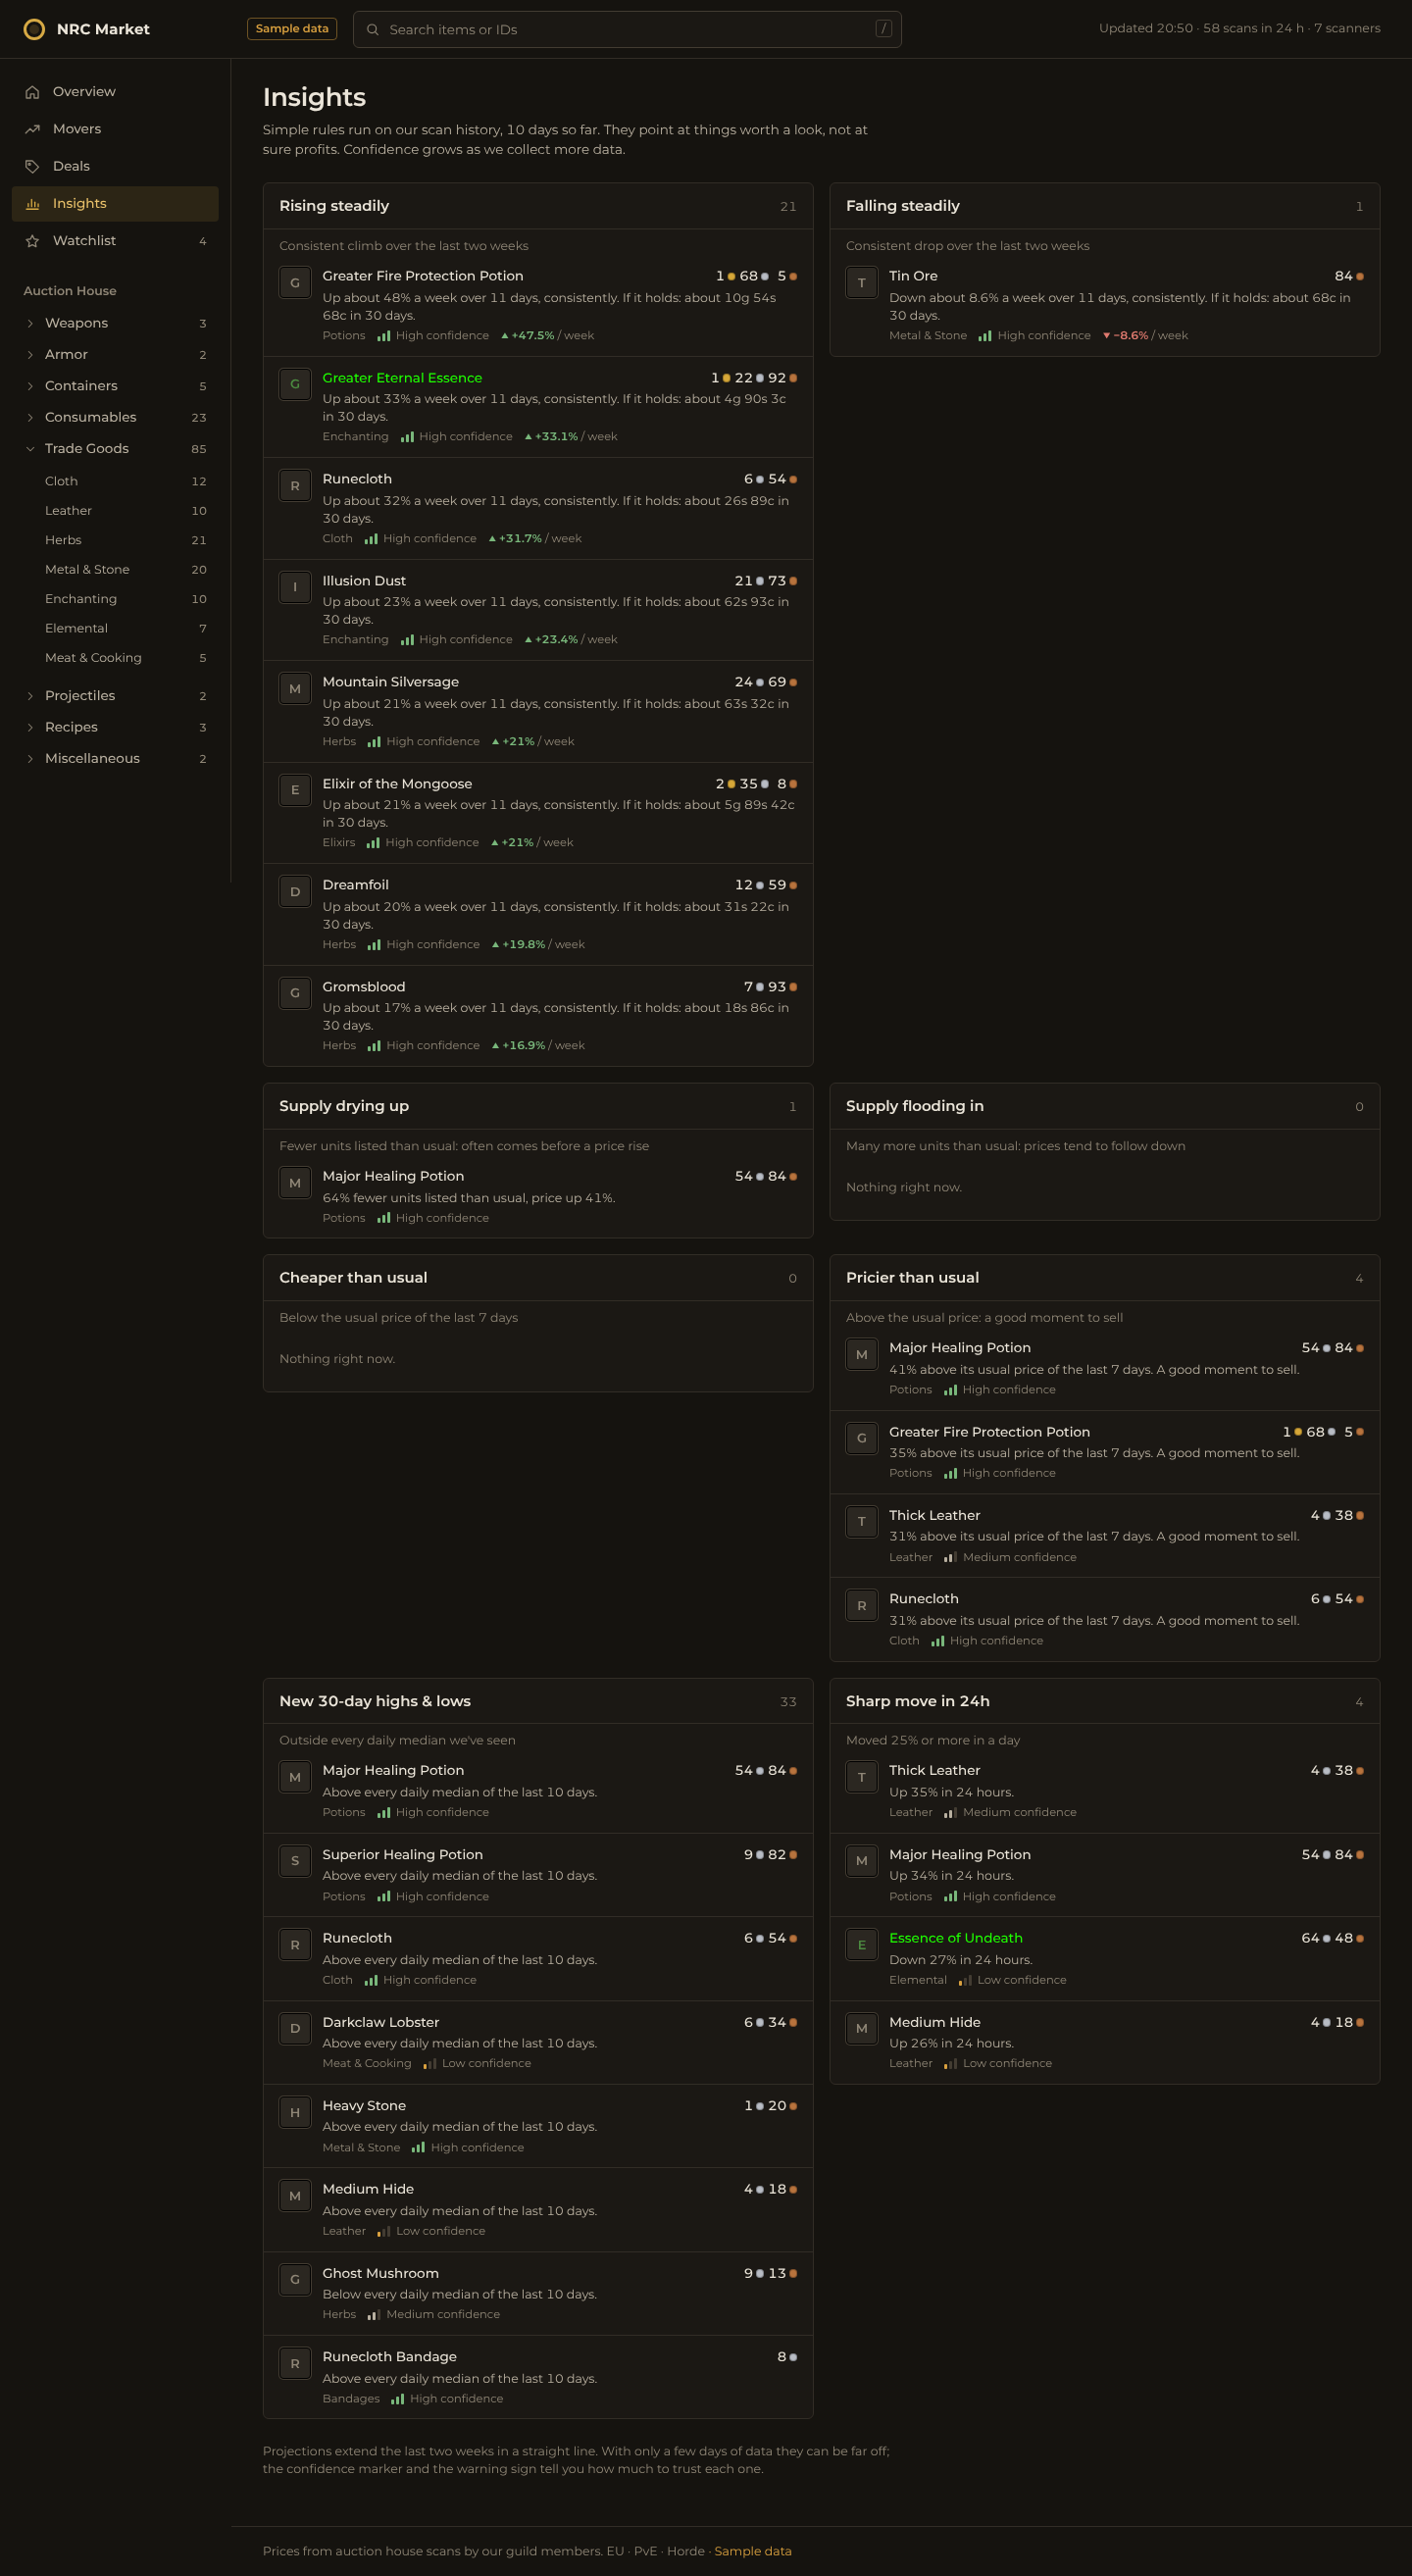 NRC Market
Sample data
Search items or IDs
/
Updated 20:50 · 58 scans in 24 h · 7 scanners
Overview
Movers
Deals
Insights
Watchlist 4
Auction House
Weapons 3
Armor 2
Containers 5
Consumables 23
Trade Goods 85
Cloth 12
Leather 10
Herbs 21
Metal & Stone 20
Enchanting 10
Elemental 7
Meat & Cooking 5
Projectiles 2
Recipes 3
Miscellaneous 2
Insights
Simple rules run on our scan history, 10 days so far. They point at things worth a look, not at
sure profits. Confidence grows as we collect more data.
Rising steadily 21
Consistent climb over the last two weeks
G
Greater Fire Protection Potion 1 68 5
Up about 48% a week over 11 days, consistently. If it holds: about 10g 54s
68c in 30 days.
Potions High confidence +47.5% / week
G
Greater Eternal Essence 1 22 92
Up about 33% a week over 11 days, consistently. If it holds: about 4g 90s 3c
in 30 days.
Enchanting High confidence +33.1% / week
R
Runecloth 6 54
Up about 32% a week over 11 days, consistently. If it holds: about 26s 89c in
30 days.
Cloth High confidence +31.7% / week
I
Illusion Dust 21 73
Up about 23% a week over 11 days, consistently. If it holds: about 62s 93c in
30 days.
Enchanting High confidence +23.4% / week
M
Mountain Silversage 24 69
Up about 21% a week over 11 days, consistently. If it holds: about 63s 32c in
30 days.
Herbs High confidence +21% / week
E
Elixir of the Mongoose 2 35 8
Up about 21% a week over 11 days, consistently. If it holds: about 5g 89s 42c
in 30 days.
Elixirs High confidence +21% / week
D
Dreamfoil 12 59
Up about 20% a week over 11 days, consistently. If it holds: about 31s 22c in
30 days.
Herbs High confidence +19.8% / week
G
Gromsblood 7 93
Up about 17% a week over 11 days, consistently. If it holds: about 18s 86c in
30 days.
Herbs High confidence +16.9% / week
Falling steadily 1
Consistent drop over the last two weeks
T
Tin Ore 84
Down about 8.6% a week over 11 days, consistently. If it holds: about 68c in
30 days.
Metal & Stone High confidence −8.6% / week
Supply drying up 1
Fewer units listed than usual: often comes before a price rise
M
Major Healing Potion 54 84
64% fewer units listed than usual, price up 41%.
Potions High confidence
Supply flooding in 0
Many more units than usual: prices tend to follow down
Nothing right now.
Cheaper than usual 0
Below the usual price of the last 7 days
Nothing right now.
Pricier than usual 4
Above the usual price: a good moment to sell
M
Major Healing Potion 54 84
41% above its usual price of the last 7 days. A good moment to sell.
Potions High confidence
G
Greater Fire Protection Potion 1 68 5
35% above its usual price of the last 7 days. A good moment to sell.
Potions High confidence
T
Thick Leather 4 38
31% above its usual price of the last 7 days. A good moment to sell.
Leather Medium confidence
R
Runecloth 6 54
31% above its usual price of the last 7 days. A good moment to sell.
Cloth High confidence
New 30-day highs & lows 33
Outside every daily median we've seen
M
Major Healing Potion 54 84
Above every daily median of the last 10 days.
Potions High confidence
S
Superior Healing Potion 9 82
Above every daily median of the last 10 days.
Potions High confidence
R
Runecloth 6 54
Above every daily median of the last 10 days.
Cloth High confidence
D
Darkclaw Lobster 6 34
Above every daily median of the last 10 days.
Meat & Cooking Low confidence
H
Heavy Stone 1 20
Above every daily median of the last 10 days.
Metal & Stone High confidence
M
Medium Hide 4 18
Above every daily median of the last 10 days.
Leather Low confidence
G
Ghost Mushroom 9 13
Below every daily median of the last 10 days.
Herbs Medium confidence
R
Runecloth Bandage 8
Above every daily median of the last 10 days.
Bandages High confidence
Sharp move in 24h 4
Moved 25% or more in a day
T
Thick Leather 4 38
Up 35% in 24 hours.
Leather Medium confidence
M
Major Healing Potion 54 84
Up 34% in 24 hours.
Potions High confidence
E
Essence of Undeath 64 48
Down 27% in 24 hours.
Elemental Low confidence
M
Medium Hide 4 18
Up 26% in 24 hours.
Leather Low confidence
Projections extend the last two weeks in a straight line. With only a few days of data they can be far off;
the confidence marker and the warning sign tell you how much to trust each one.
Prices from auction house scans by our guild members. EU · PvE · Horde · Sample data